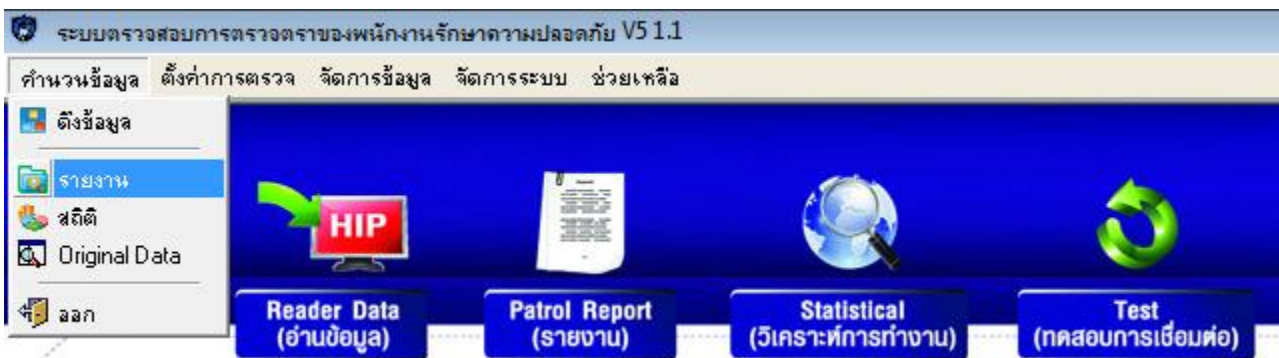 ระบบตรวจสอบการตรวจตราของพนักงานรักษาความปลอดภัย V5 1.1
คำนวนข้อมูล ตั้งค่าการตรวจ จัดการข้อมูล จัดการระบบ ช่วยเหลือ
ดึงข้อมูล
รายงาน
สถิติ
Original Data
ออก
HIP
Reader Data
(อ่านข้อมูล)
Patrol Report
(รายงาน)
Statistical
(วิเคราะห์การทำงาน)
Test
(ทดสอบการเชื่อมต่อ)